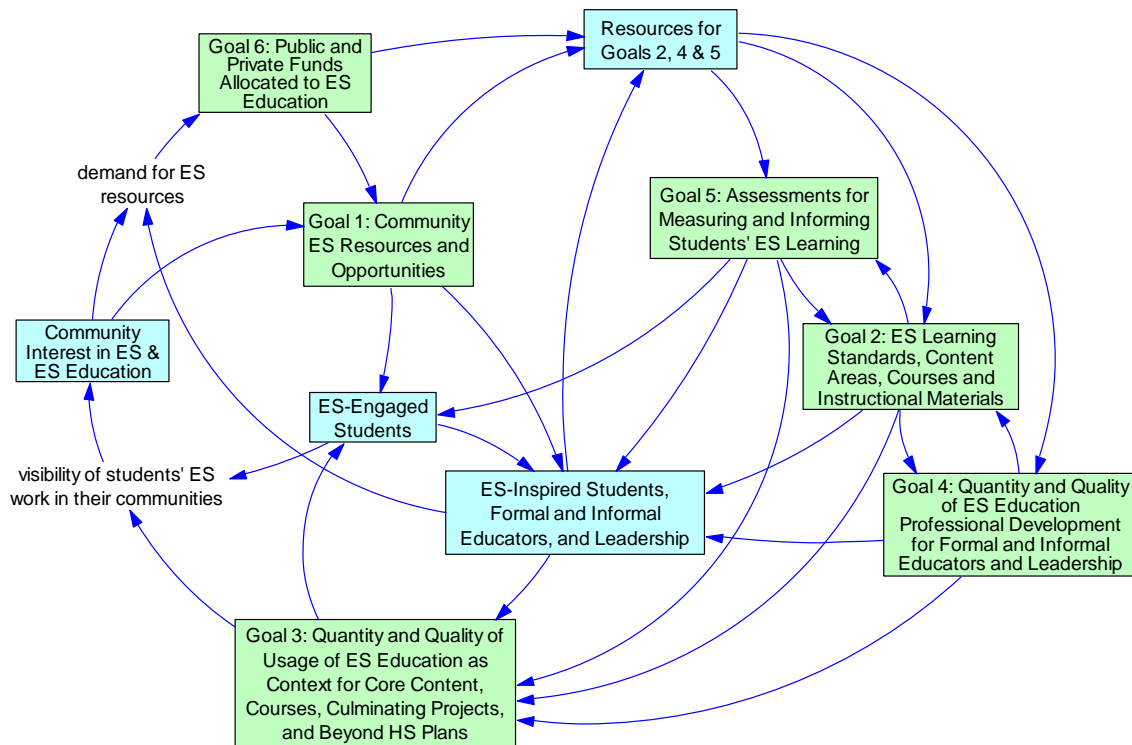 Resources for
Goals 2, 4 & 5
Goal 6: Public and
Private Funds
Allocated to ES
Education
demand for ES
resources
Goal 5: Assessments for
Measuring and Informing
Students' ES Learning
Goal 1: Community
ES Resources and
Opportunities
Community
Interest in ES &
ES Education
Goal 2: ES Learning
Standards, Content
Areas, Courses and
Instructional Materials
ES-Engaged
Students
visibility of students' ES
work in their communities
ES-Inspired Students,
Formal and Informal
Educators, and Leadership
Goal 4: Quantity and Quality
of ES Education
Professional Development
for Formal and Informal
Educators and Leadership
Goal 3: Quantity and Quality of
Usage of ES Education as
Context for Core Content,
Courses, Culminating Projects,
and Beyond HS Plans